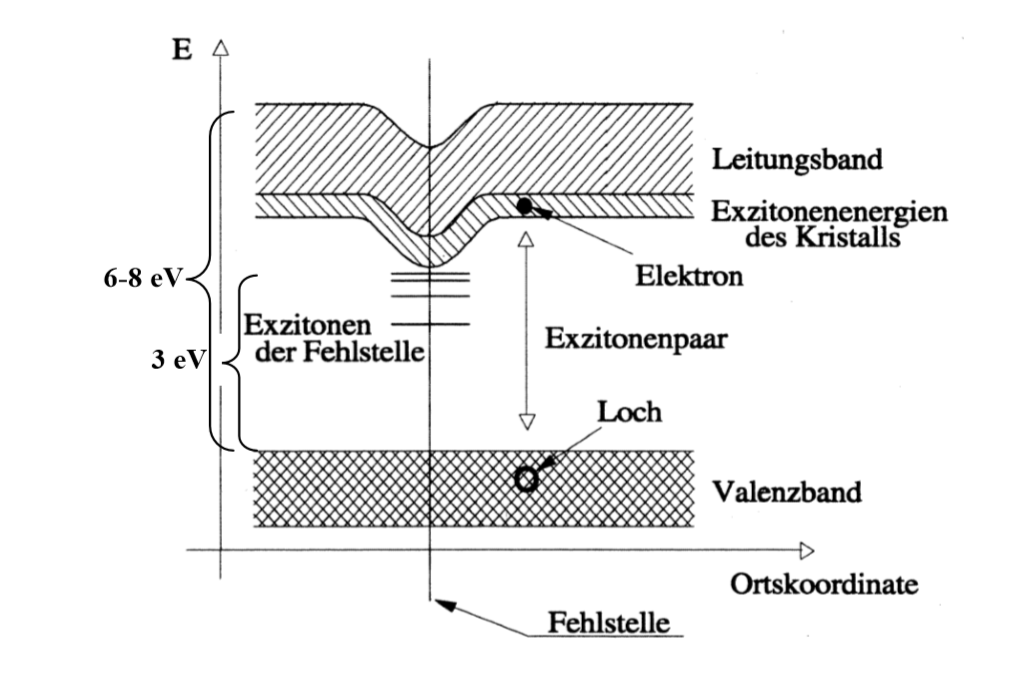 E
Leitungsband
Exzitonenenergien
des Kristalls
6-8 eV
Elektron
Exzitonen
der Fehlstelle
Exzitonenpaar
3 eV
Loch
Valenzband
Ortskoordinate
Fehlstelle